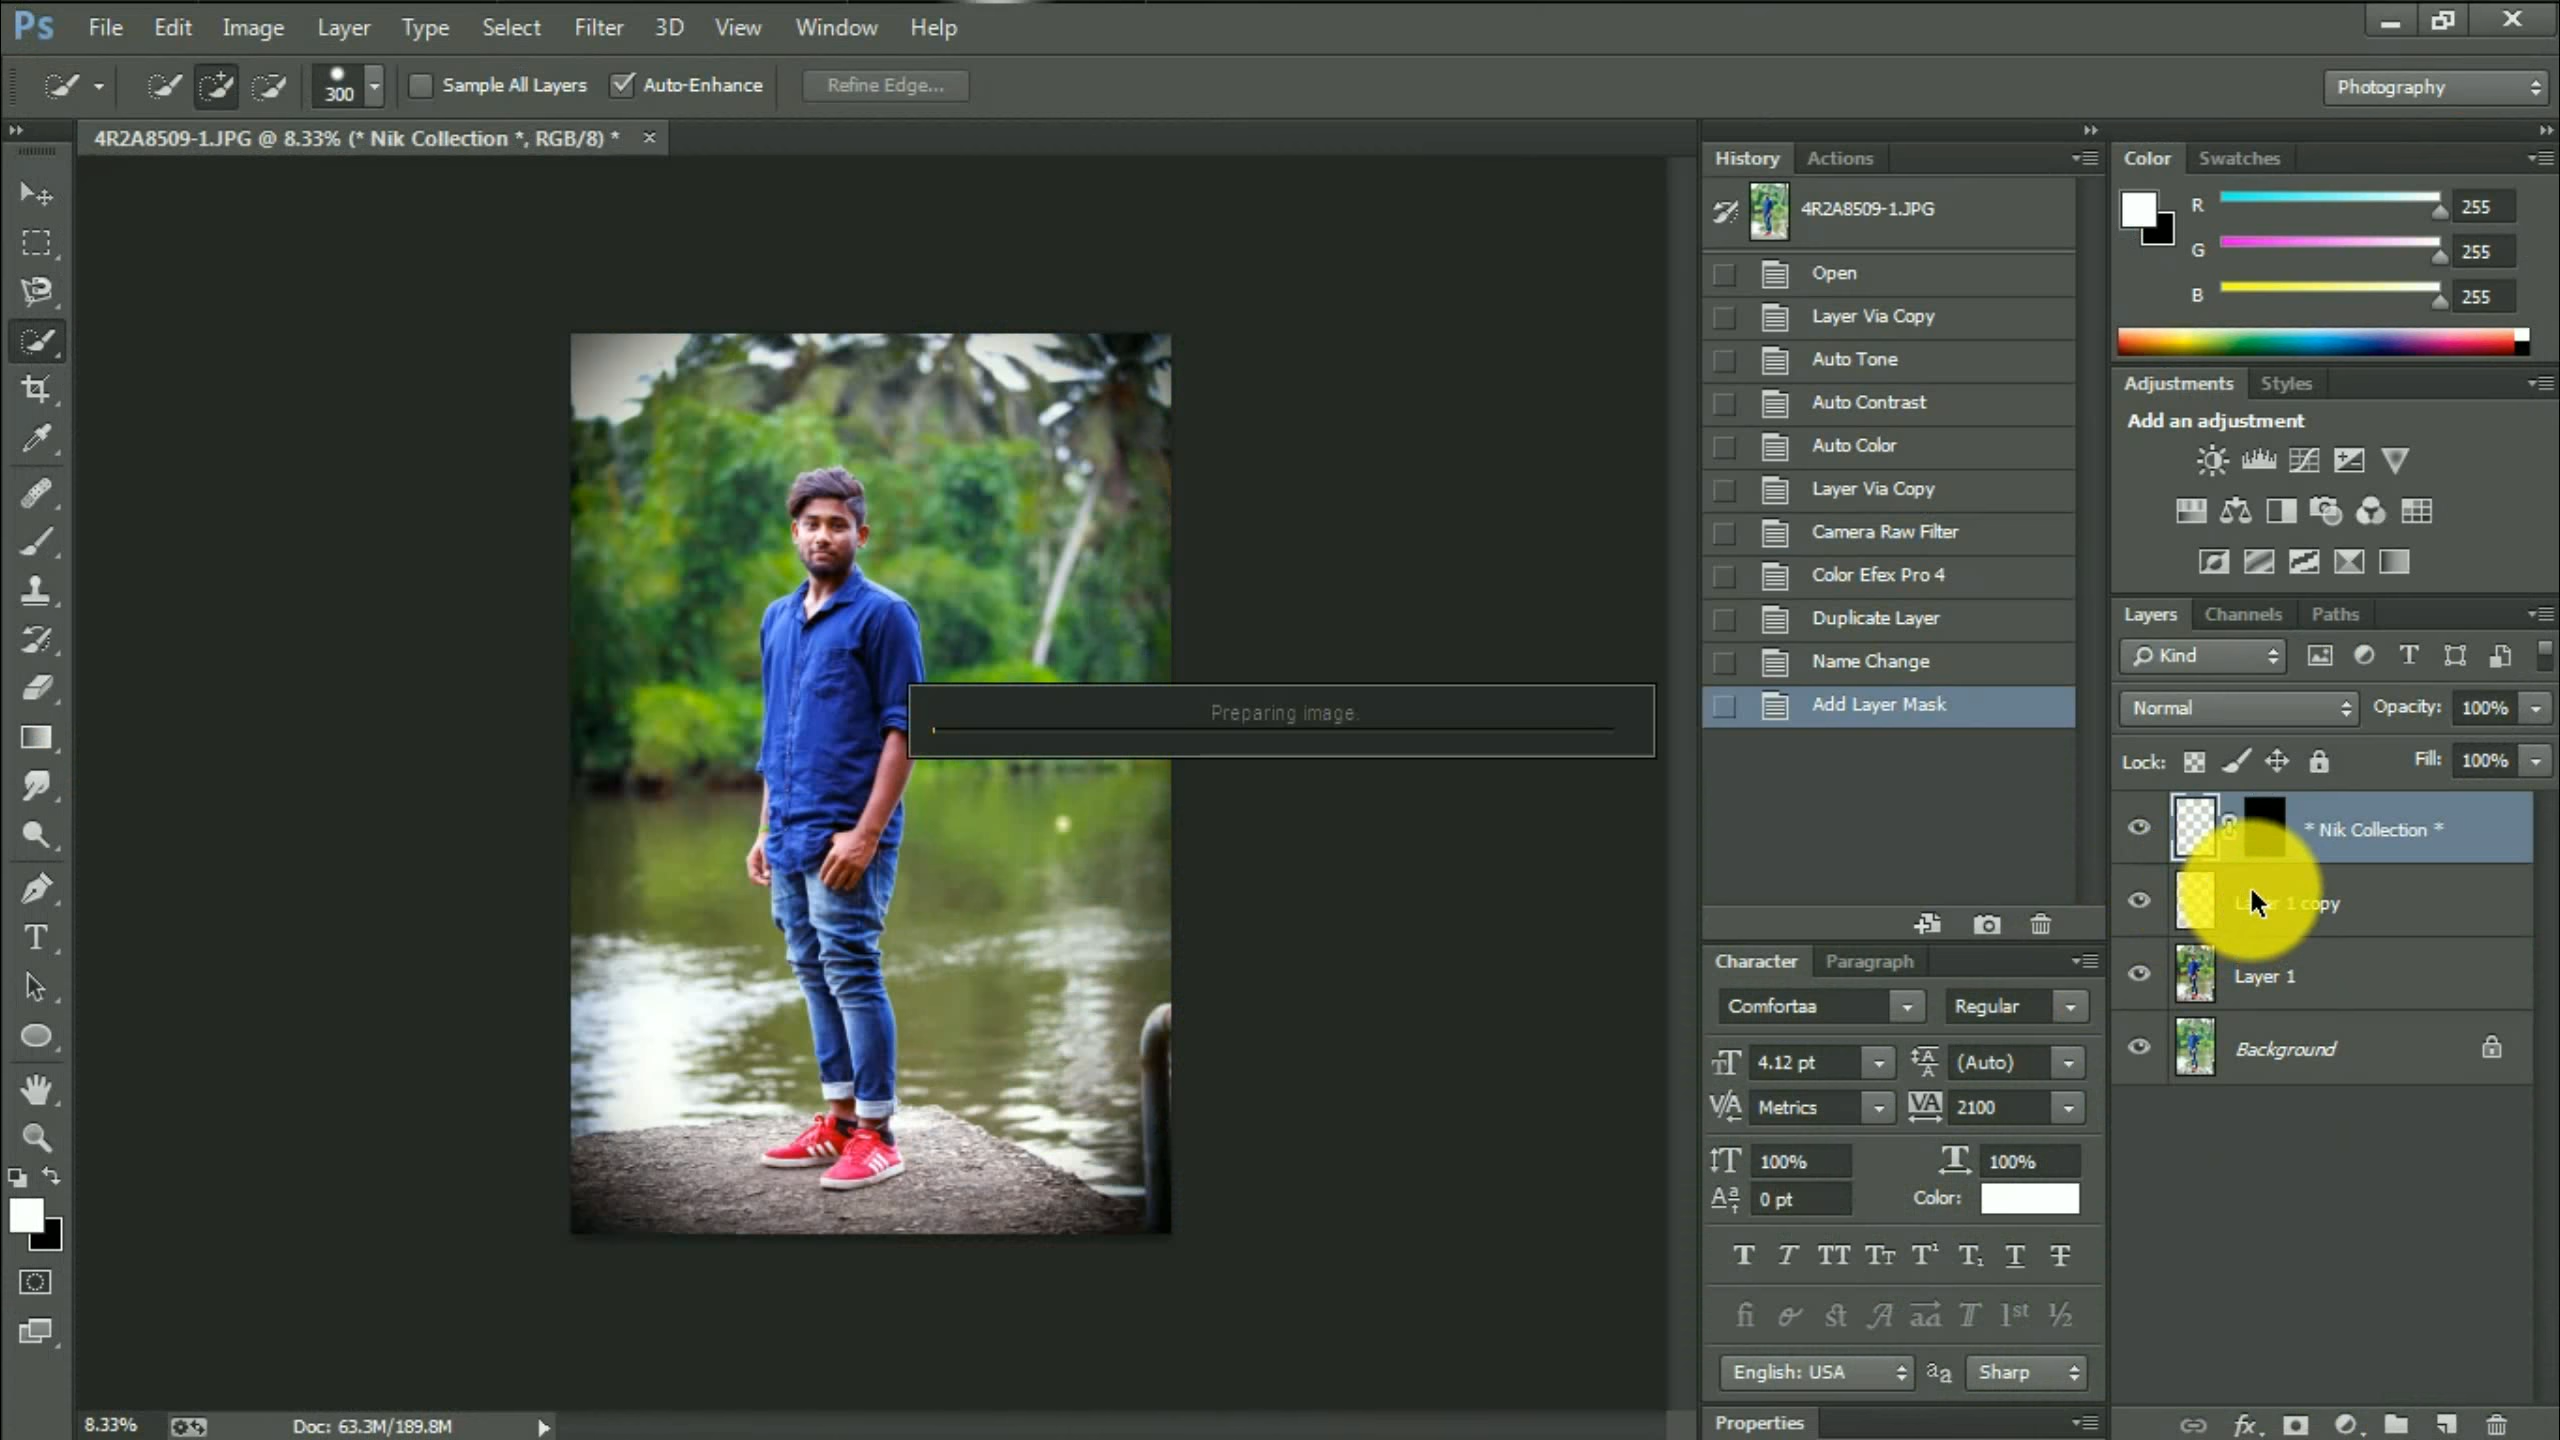 Ps File Edit Image Layer Type Select Filter 3D View Window Help
300 Sample All Layers Auto-Enhance Refine Edge... Photography
4R2A8509-1.JPG @ 8.33% (* Nik Collection *, RGB/8) *
History Actions
4R2A8509-1.JPG
Open
Layer Via Copy
Auto Tone
Auto Contrast
Auto Color
Layer Via Copy
Camera Raw Filter
Color Efex Pro 4
Duplicate Layer
Name Change
Add Layer Mask
Preparing image.
Character Paragraph
Comfortaa Regular
4.12 pt (Auto)
Metrics 2100
100% 100%
0 pt Color:
English: USA aa Sharp
Properties
Color Swatches
R 255
G 255
B 255
Adjustments Styles
Add an adjustment
Layers Channels Paths
Kind
Normal Opacity: 100%
Lock: Fill: 100%
* Nik Collection *
Layer 1 copy
Layer 1
Background
8.33% Doc: 63.3M/189.8M